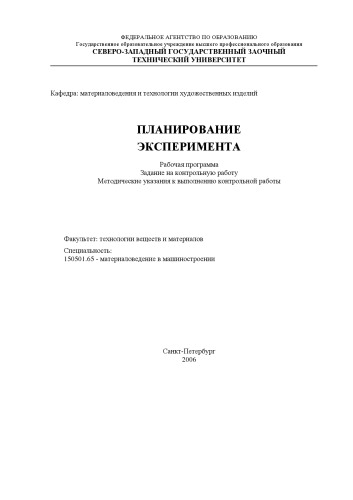 ФЕДЕРАЛЬНОЕ АГЕНТСТВО ПО ОБРАЗОВАНИЮ
Государственное образовательное учреждение высшего профессионального образования
СЕВЕРО-ЗАПАДНЫЙ ГОСУДАРСТВЕННЫЙ ЗАОЧНЫЙ
ТЕХНИЧЕСКИЙ УНИВЕРСИТЕТ
Кафедра: материаловедения и технологии художественных изделий
ПЛАНИРОВАНИЕ
ЭКСПЕРИМЕНТА
Рабочая программа
Задание на контрольную работу
Методические указания к выполнению контрольной работы
Факультет: технологии веществ и материалов
Специальность:
150501.65 - материаловедение в машиностроении
Санкт-Петербург
2006